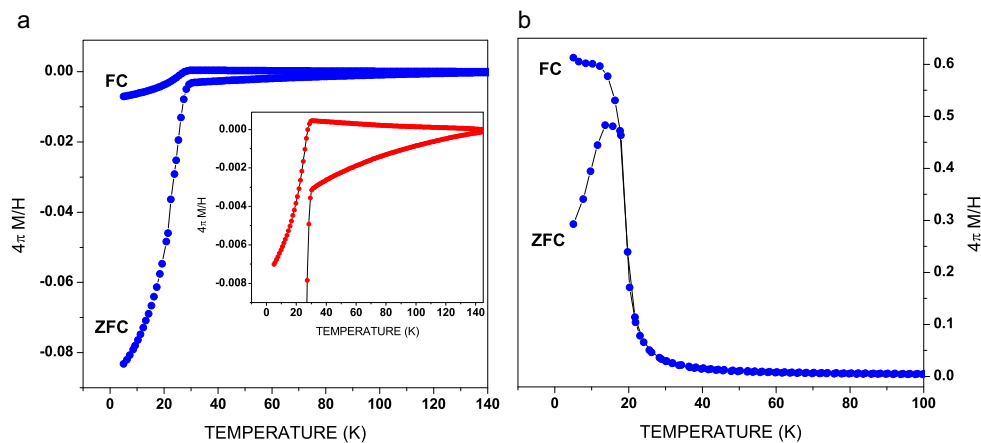 a
b
0.00
-0.02
-0.04
-0.06
-0.08
4π M/H
FC
ZFC
0 20 40 60 80 100 120 140
TEMPERATURE (K)
0.000
-0.002
-0.004
-0.006
-0.008
4π M/H
0 20 40 60 80 100 120 140
TEMPERATURE (K)
FC
ZFC
0.6
0.5
0.4
0.3
0.2
0.1
0.0
4π M/H
0 20 40 60 80 100
TEMPERATURE (K)